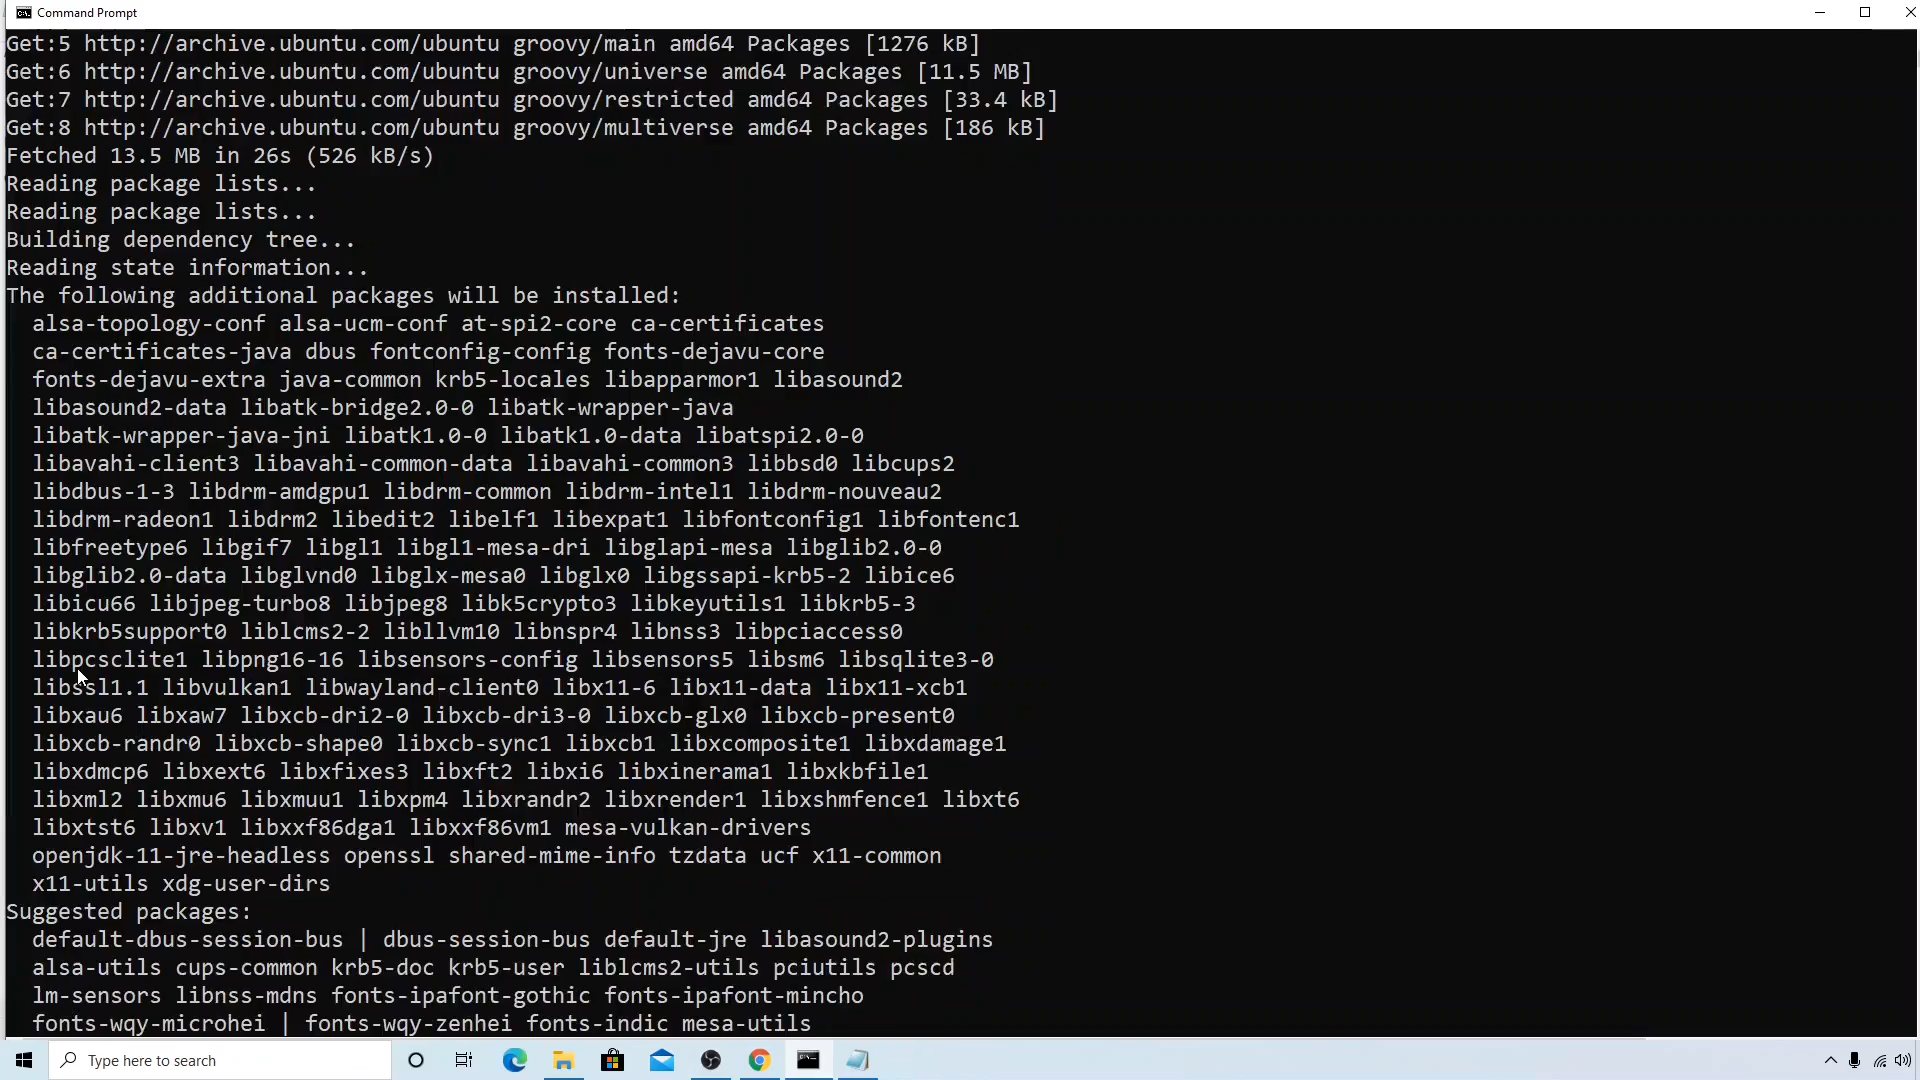 Command Prompt
Get:5 http://archive.ubuntu.com/ubuntu groovy/main amd64 Packages [1276 kB]
Get:6 http://archive.ubuntu.com/ubuntu groovy/universe amd64 Packages [11.5 MB]
Get:7 http://archive.ubuntu.com/ubuntu groovy/restricted amd64 Packages [33.4 kB]
Get:8 http://archive.ubuntu.com/ubuntu groovy/multiverse amd64 Packages [186 kB]
Fetched 13.5 MB in 26s (526 kB/s)
Reading package lists...
Reading package lists...
Building dependency tree...
Reading state information...
The following additional packages will be installed:
alsa-topology-conf alsa-ucm-conf at-spi2-core ca-certificates
ca-certificates-java dbus fontconfig-config fonts-dejavu-core
fonts-dejavu-extra java-common krb5-locales libapparmor1 libasound2
libasound2-data libatk-bridge2.0-0 libatk-wrapper-java
libatk-wrapper-java-jni libatk1.0-0 libatk1.0-data libatspi2.0-0
libavahi-client3 libavahi-common-data libavahi-common3 libbsd0 libcups2
libdbus-1-3 libdrm-amdgpu1 libdrm-common libdrm-intel1 libdrm-nouveau2
libdrm-radeon1 libdrm2 libedit2 libelf1 libexpat1 libfontconfig1 libfontenc1
libfreetype6 libgif7 libgl1 libgl1-mesa-dri libglapi-mesa libglib2.0-0
libglib2.0-data libglvnd0 libglx-mesa0 libglx0 libgssapi-krb5-2 libice6
libicu66 libjpeg-turbo8 libjpeg8 libk5crypto3 libkeyutils1 libkrb5-3
libkrb5support0 liblcms2-2 libllvm10 libnspr4 libnss3 libpciaccess0
libpcsclite1 libpng16-16 libsensors-config libsensors5 libsm6 libsqlite3-0
libssl1.1 libvulkan1 libwayland-client0 libx11-6 libx11-data libx11-xcb1
libxau6 libxaw7 libxcb-dri2-0 libxcb-dri3-0 libxcb-glx0 libxcb-present0
libxcb-randr0 libxcb-shape0 libxcb-sync1 libxcb1 libxcomposite1 libxdamage1
libxdmcp6 libxext6 libxfixes3 libxft2 libxi6 libxinerama1 libxkbfile1
libxml2 libxmu6 libxmuu1 libxpm4 libxrandr2 libxrender1 libxshmfence1 libxt6
libxtst6 libxv1 libxxf86dga1 libxxf86vm1 mesa-vulkan-drivers
openjdk-11-jre-headless openssl shared-mime-info tzdata ucf x11-common
x11-utils xdg-user-dirs
Suggested packages:
default-dbus-session-bus | dbus-session-bus default-jre libasound2-plugins
alsa-utils cups-common krb5-doc krb5-user liblcms2-utils pciutils pcscd
lm-sensors libnss-mdns fonts-ipafont-gothic fonts-ipafont-mincho
fonts-wqy-microhei | fonts-wqy-zenhei fonts-indic mesa-utils
Type here to search